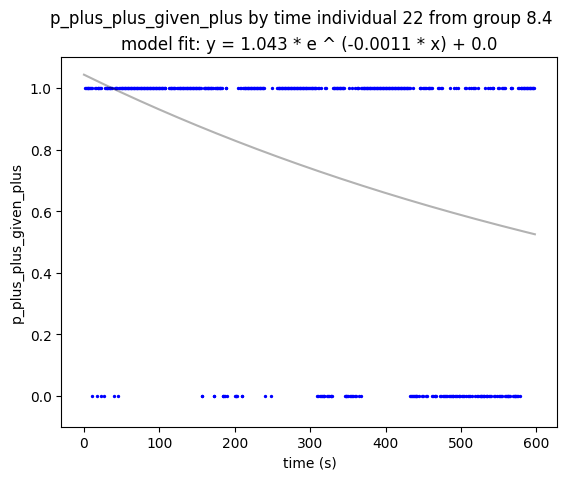 p_plus_plus_given_plus by time individual 22 from group 8.4
model fit: y = 1.043 * e ^ (-0.0011 * x) + 0.0
1.0
0.8
0.6
0.4
0.2
0.0
p_plus_plus_given_plus
0 100 200 300 400 500 600
time (s)